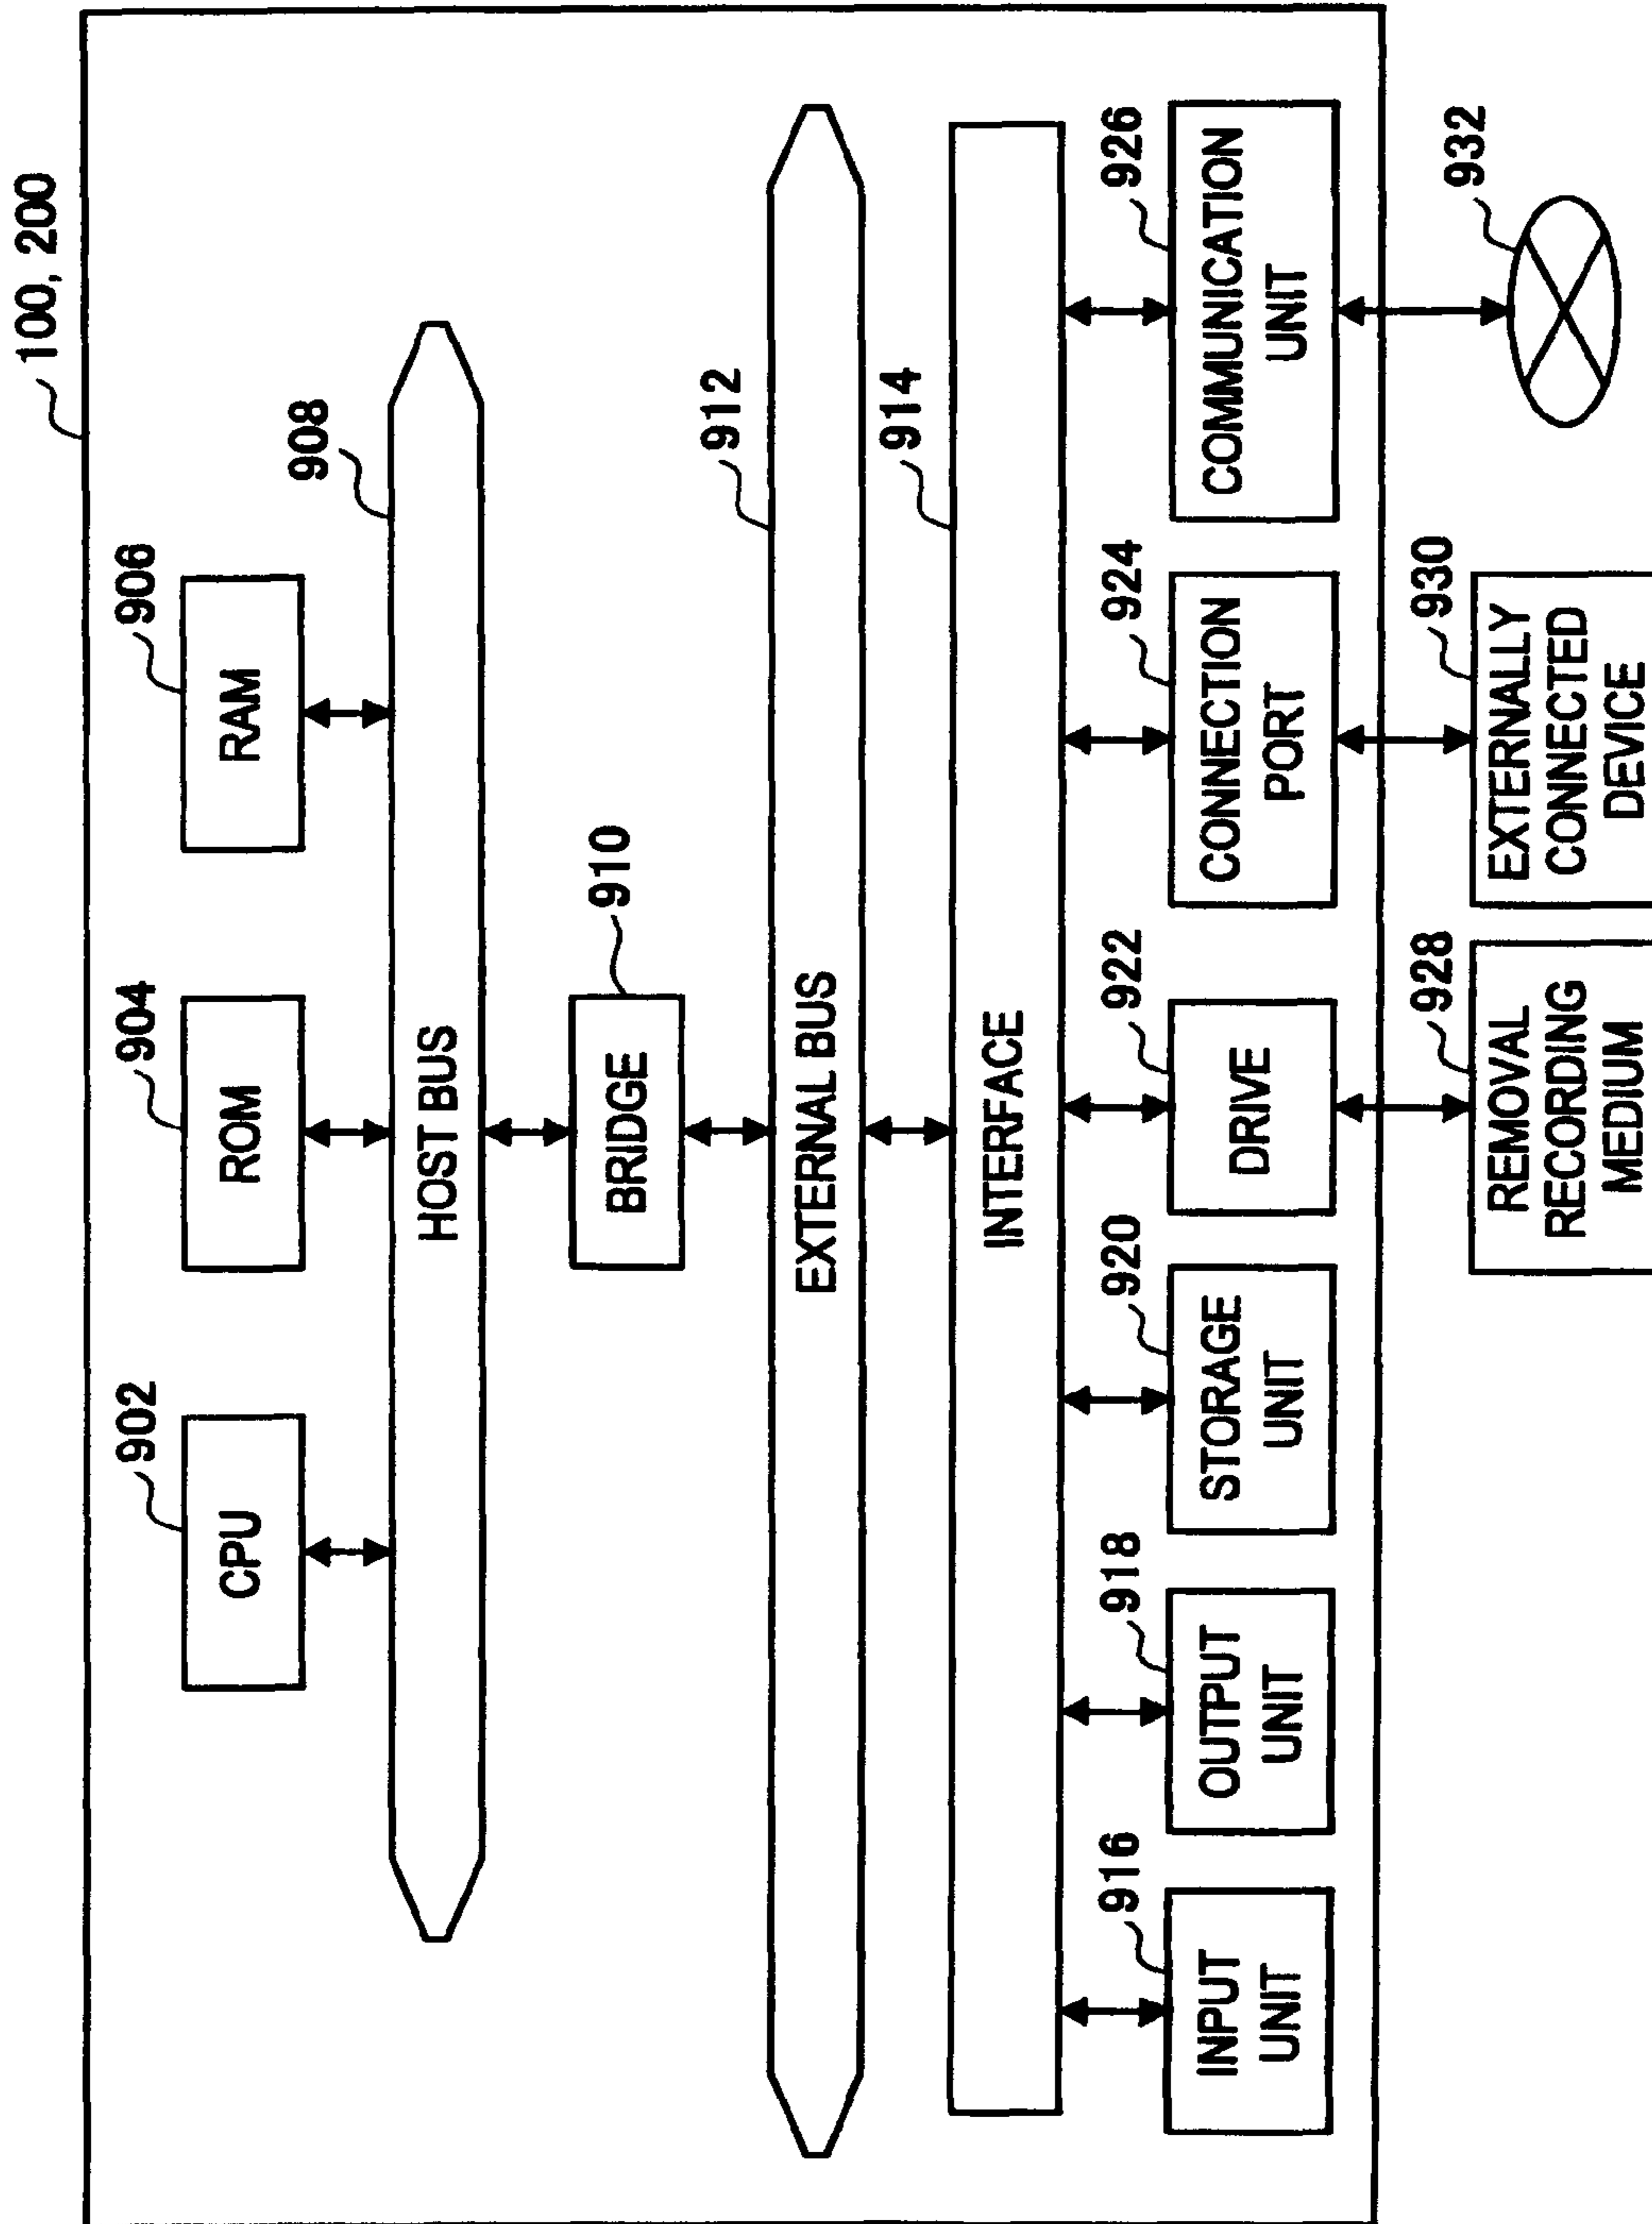 100, 200
902
904
906
CPU
ROM
RAM
908
HOST BUS
910
BRIDGE
912
EXTERNAL BUS
914
INTERFACE
916
918
920
922
924
926
INPUT
UNIT
OUTPUT
UNIT
STORAGE
UNIT
DRIVE
CONNECTION
PORT
COMMUNICATION
UNIT
928
930
932
REMOVAL
RECORDING
MEDIUM
EXTERNALLY
CONNECTED
DEVICE